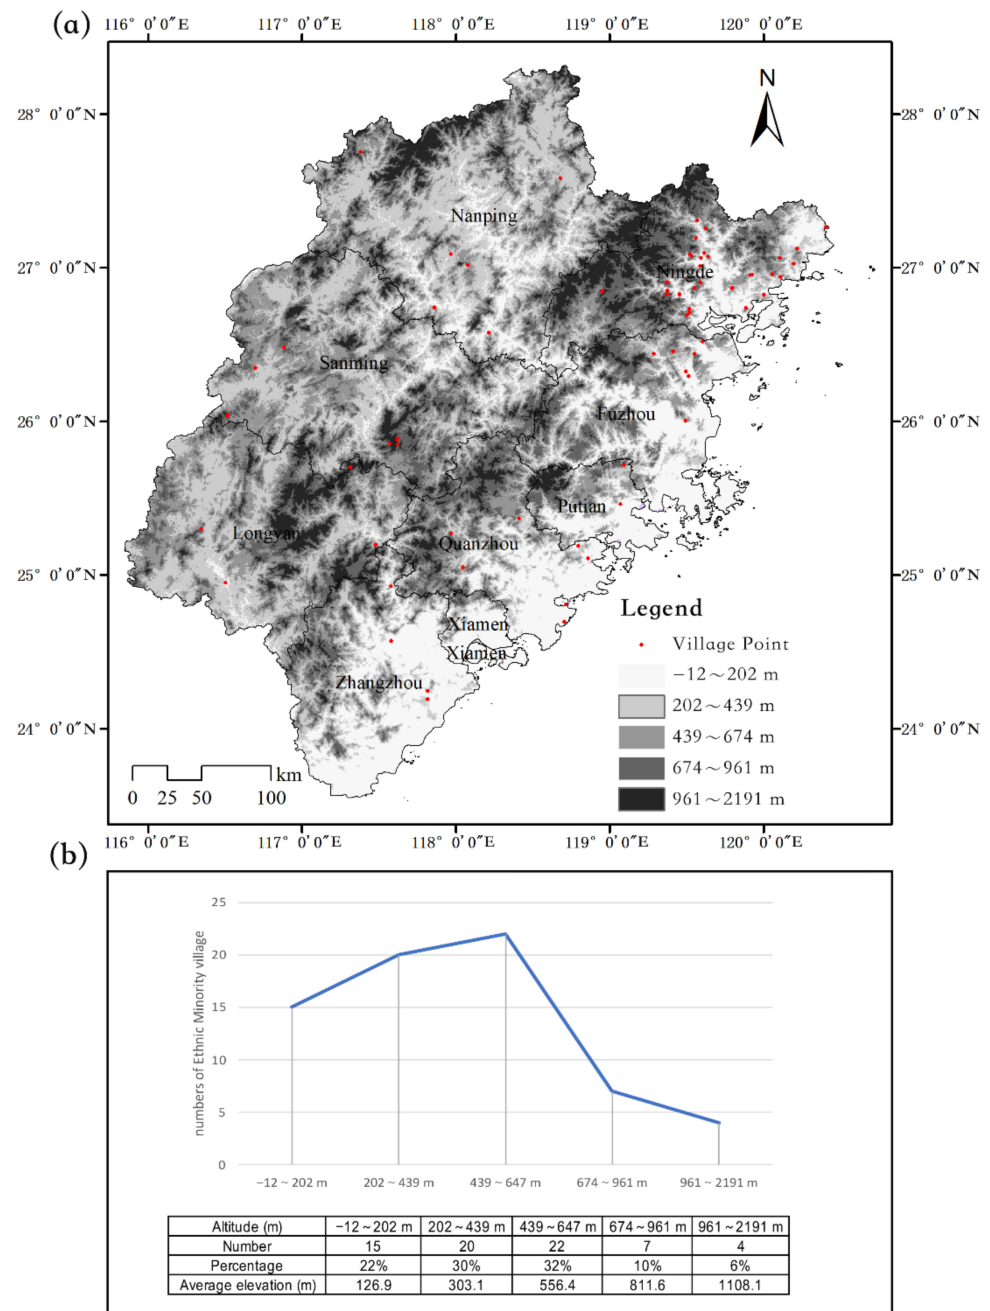 (a)
116° 0′0″E 117° 0′0″E 118° 0′0″E 119° 0′0″E 120° 0′0″E
N
28° 0′0″N 28° 0′0″N
Nanping
27° 0′0″N Ningde 27° 0′0″N
Sanming
26° 0′0″N Fuzhou 26° 0′0″N
Putian
Longyan Quanzhou
25° 0′0″N 25° 0′0″N
Legend
Xiamen
Village Point
Xiamen
−12～202 m
Zhangzhou
202～439 m
24° 0′0″N 439～674 m 24° 0′0″N
674～961 m
km
0 25 50 100 961～2191 m
116° 0′0″E 117° 0′0″E 118° 0′0″E 119° 0′0″E 120° 0′0″E
(b)
numbers of Ethnic Minority village
25
20
15
10
5
0
−12 ~ 202 m 202 ~ 439 m 439 ~ 647 m 674 ~ 961 m 961 ~ 2191 m
Altitude (m) −12 ~ 202 m 202 ~ 439 m 439 ~ 647 m 674 ~ 961 m 961 ~ 2191 m
Number 15 20 22 7 4
Percentage 22% 30% 32% 10% 6%
Average elevation (m) 126.9 303.1 556.4 811.6 1108.1